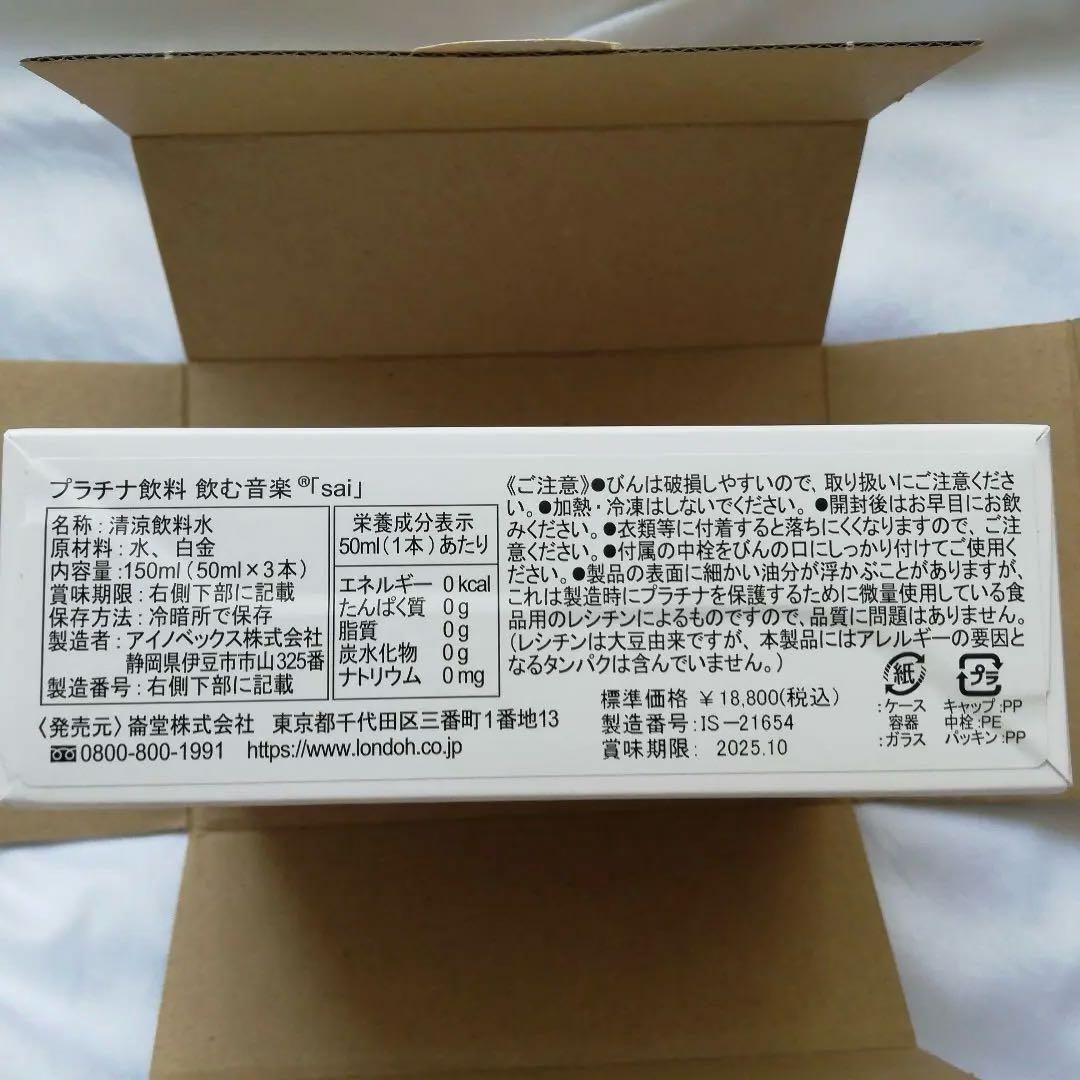 プラチナ飲料 飲む音楽®「sai」
名称:清涼飲料水
原材料:水、白金
内容量:150ml(50ml×3本)
賞味期限:右側下部に記載
保存方法:冷暗所で保存
製造者:アイノベックス株式会社
静岡県伊豆市市山325番
製造番号:右側下部に記載
栄養成分表示
50ml(1本)あたり
エネルギー 0kcal
たんぱく質 0g
脂質 0g
炭水化物 0g
ナトリウム 0mg
〈発売元〉崙堂株式会社 東京都千代田区三番町1番地13
0800-800-1991 https://www.londoh.co.jp
《ご注意》●びんは破損しやすいので、取り扱いにご注意くださ
い。●加熱・冷凍はしないでください。●開封後はお早目にお飲
みください。●衣類等に付着すると落ちにくくなりますので、ご注
意ください。●付属の中栓をびんの口にしっかり付けてご使用く
ださい。●製品の表面に細かい油分が浮かぶことがありますが、
これは製造時にプラチナを保護するために微量使用している食
品用のレシチンによるものですので、品質に問題はありません。
(レシチンは大豆由来ですが、本製品にはアレルギーの要因と
なるタンパクは含んでいません。)
標準価格 ¥18,800(税込)
製造番号:IS-21654
賞味期限: 2025.10
紙
:ケース
容器
:ガラス
プラ
キャップ:PP
中栓:PE
パッキン:PP